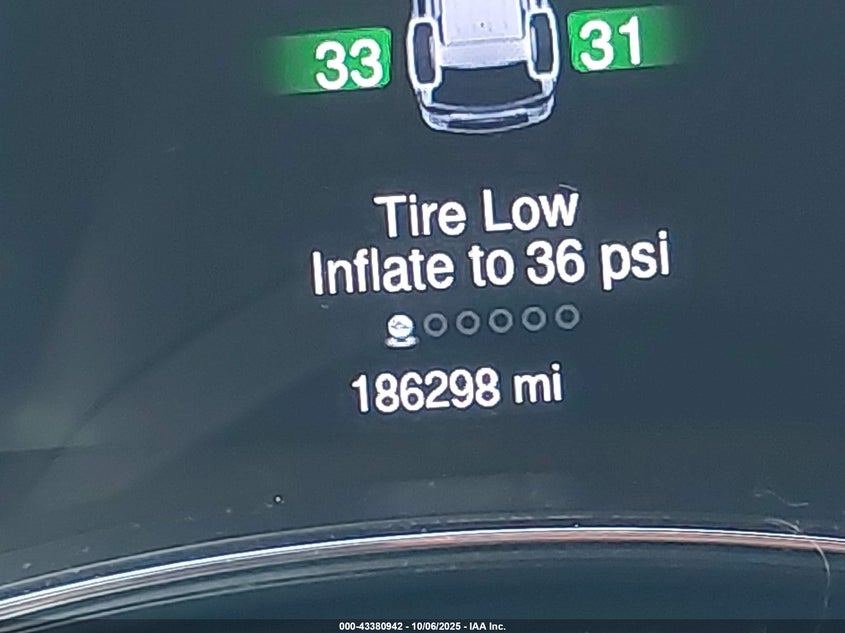 33 31
Tire Low
Inflate to 36 psi
186298 mi
000-43380942 - 10/06/2025 - IAA Inc.